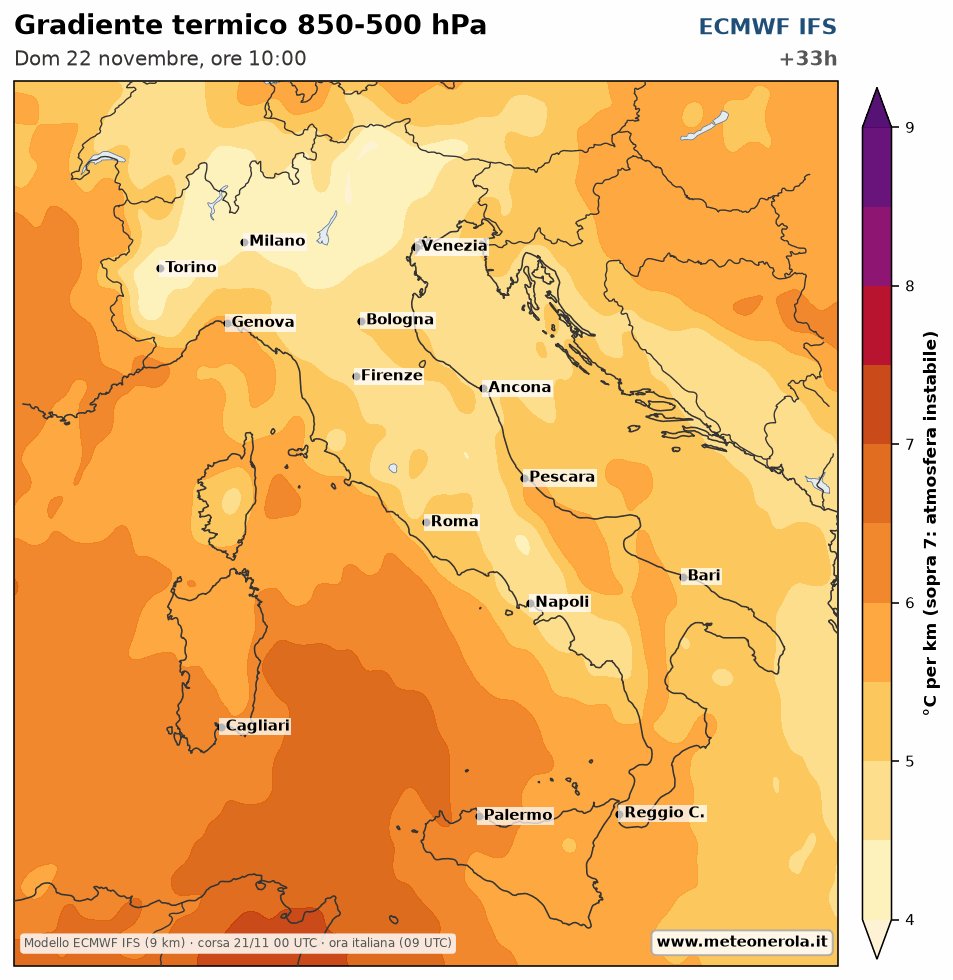 Gradiente termico 850-500 hPa
ECMWF IFS
Dom 22 novembre, ore 10:00
+33h
Milano
Venezia
Torino
Genova
Bologna
Firenze
Ancona
Pescara
Roma
Bari
Napoli
Cagliari
Palermo
Reggio C.
9
8
7
6
5
4
°C per km (sopra 7: atmosfera instabile)
Modello ECMWF IFS (9 km) · corsa 21/11 00 UTC · ora italiana (09 UTC)
www.meteonerola.it